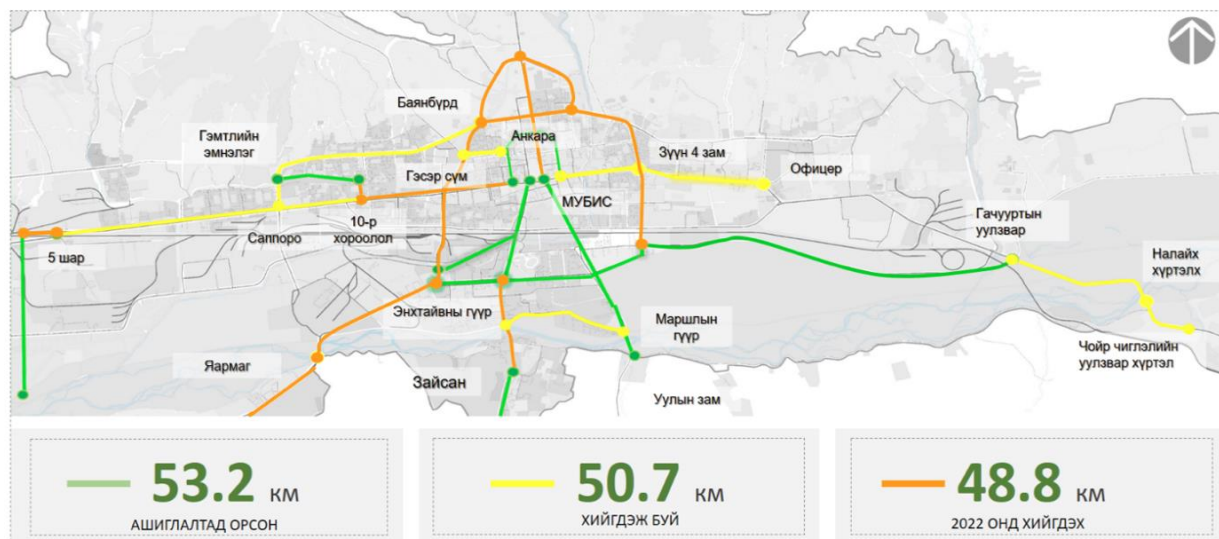 Баянбүрд
Гэмтлийн
эмнэлэг
Анкара
Зүүн 4 зам
Гэсэр сүм
Офицер
МУБИС
10-р
хороолол
Саппоро
5 шар
Гачууртын
уулзвар
Налайх
хүртэлх
Энхтайвны гүүр
Маршлын
гүүр
Яармаг
Зайсан
Уулын зам
Чойр чиглэлийн
уулзвар хүртэл
53.2 КМ
АШИГЛАЛТАД ОРСОН
50.7 КМ
ХИЙГДЭЖ БУЙ
48.8 КМ
2022 ОНД ХИЙГДЭХ